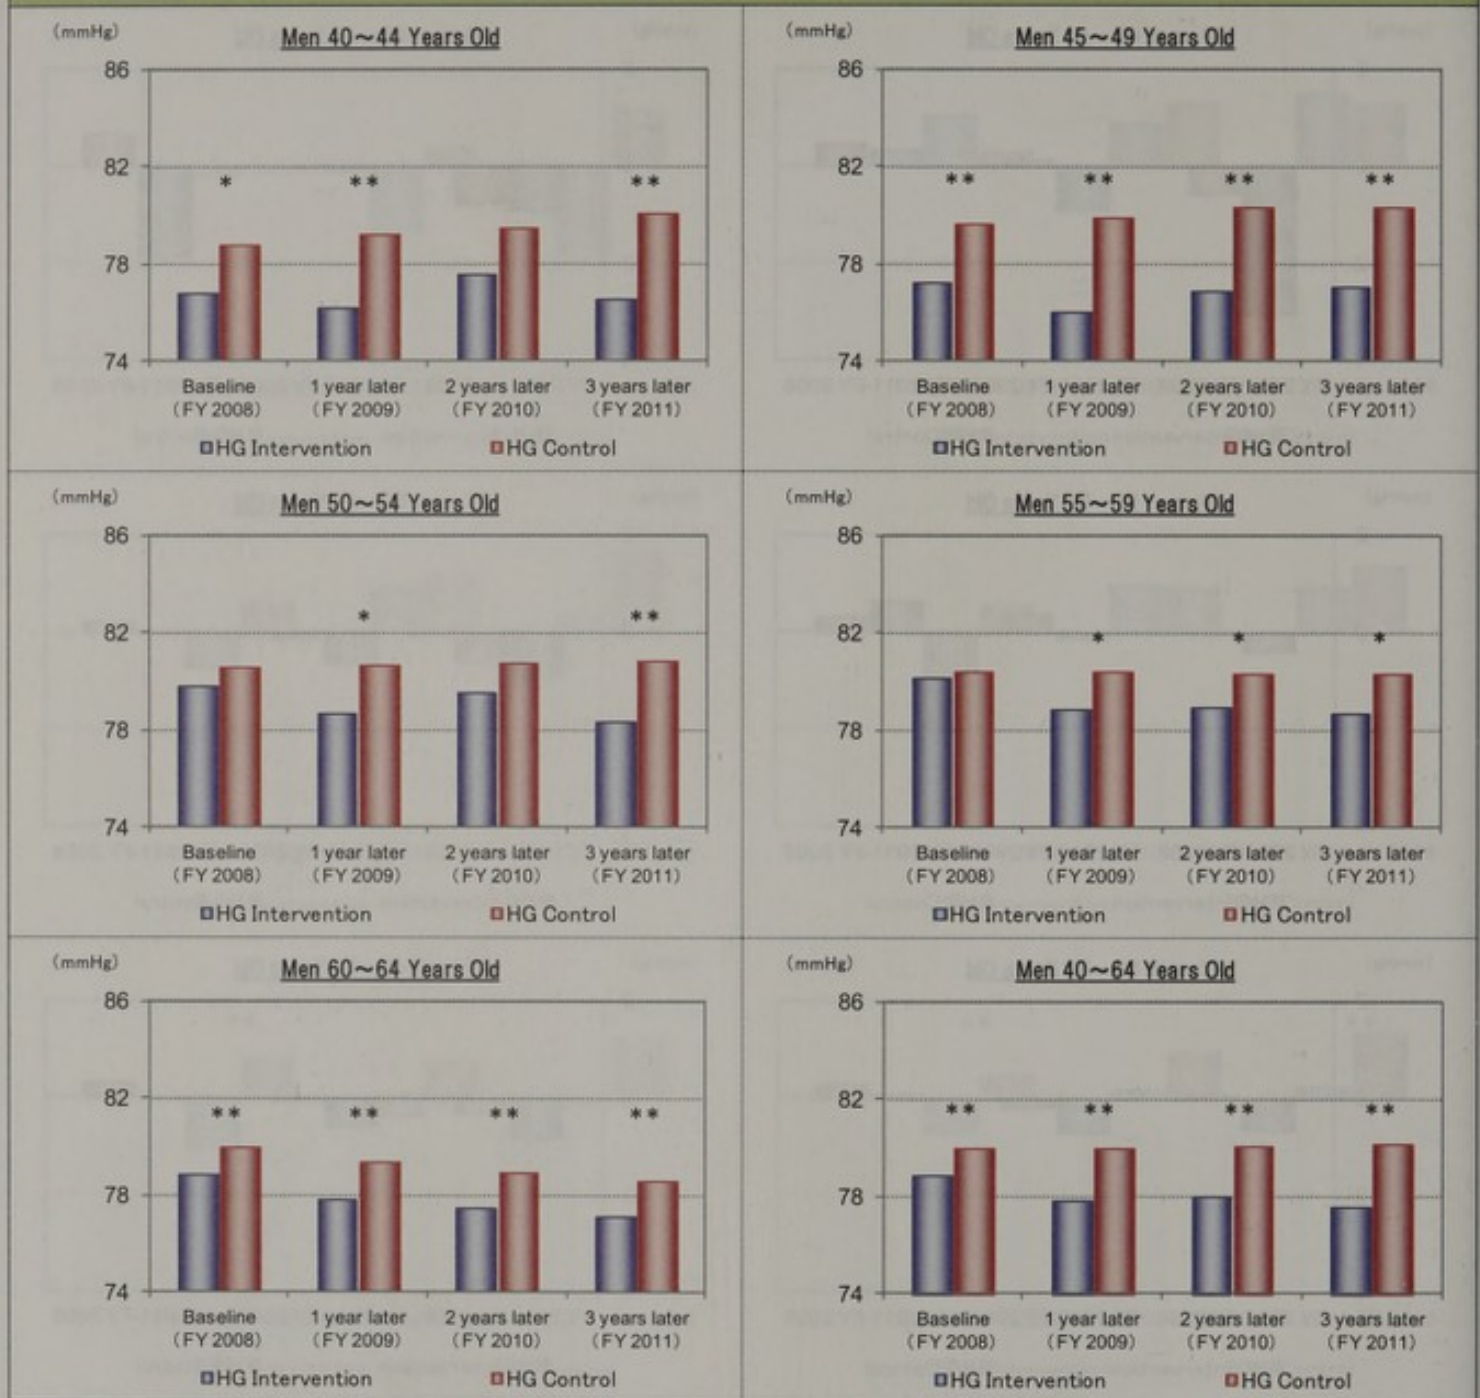 (mmHg)
Men 40～44 Years Old
86
82
78
74
* ** **
Baseline 1 year later 2 years later 3 years later
(FY 2008) (FY 2009) (FY 2010) (FY 2011)
HG Intervention HG Control
(mmHg)
Men 45～49 Years Old
86
82
78
74
** ** ** **
Baseline 1 year later 2 years later 3 years later
(FY 2008) (FY 2009) (FY 2010) (FY 2011)
HG Intervention HG Control
(mmHg)
Men 50～54 Years Old
86
82
78
74
* **
Baseline 1 year later 2 years later 3 years later
(FY 2008) (FY 2009) (FY 2010) (FY 2011)
HG Intervention HG Control
(mmHg)
Men 55～59 Years Old
86
82
78
74
* * *
Baseline 1 year later 2 years later 3 years later
(FY 2008) (FY 2009) (FY 2010) (FY 2011)
HG Intervention HG Control
(mmHg)
Men 60～64 Years Old
86
82
78
74
** ** ** **
Baseline 1 year later 2 years later 3 years later
(FY 2008) (FY 2009) (FY 2010) (FY 2011)
HG Intervention HG Control
(mmHg)
Men 40～64 Years Old
86
82
78
74
** ** ** **
Baseline 1 year later 2 years later 3 years later
(FY 2008) (FY 2009) (FY 2010) (FY 2011)
HG Intervention HG Control